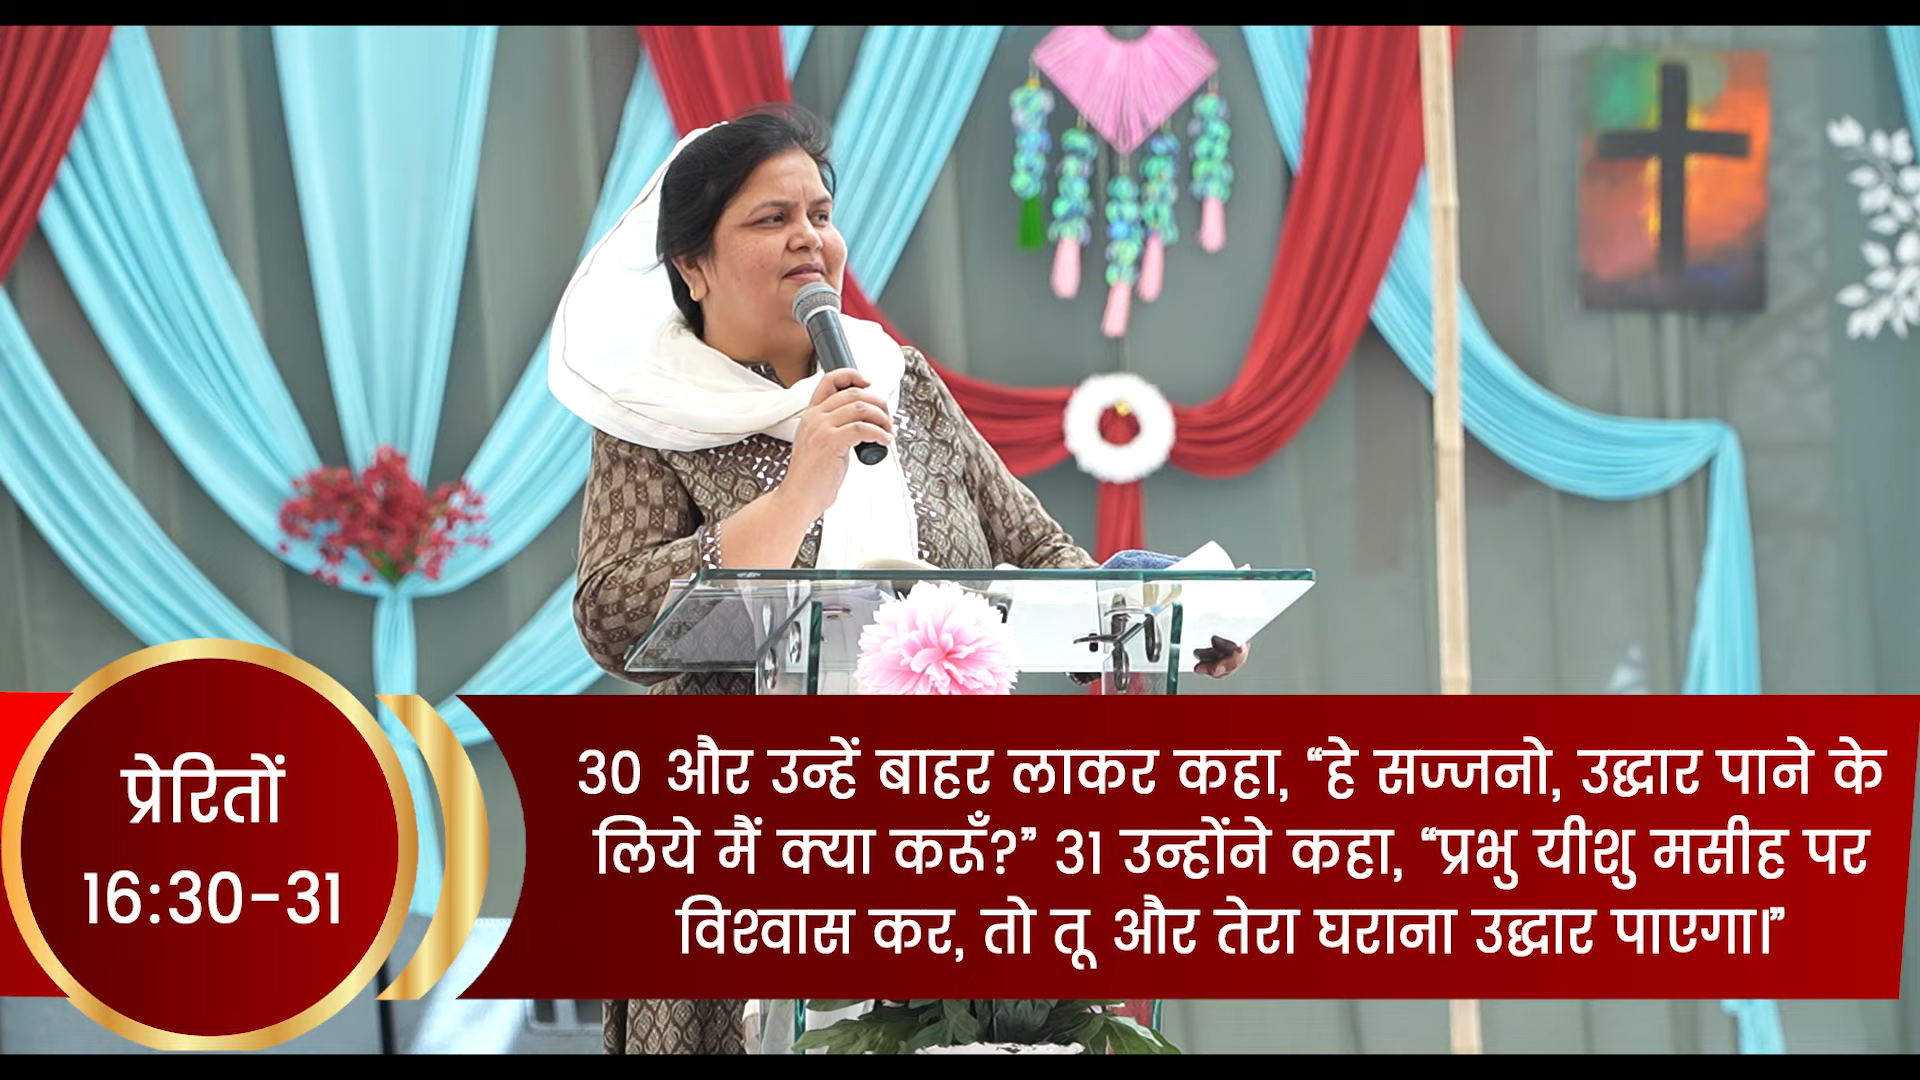 प्रेरितों
16:30-31
30 और उन्हें बाहर लाकर कहा, “हे सज्जनो, उद्धार पाने के
लिये मैं क्या करूँ?” 31 उन्होंने कहा, “प्रभु यीशु मसीह पर
विश्वास कर, तो तू और तेरा घराना उद्धार पाएगा।”